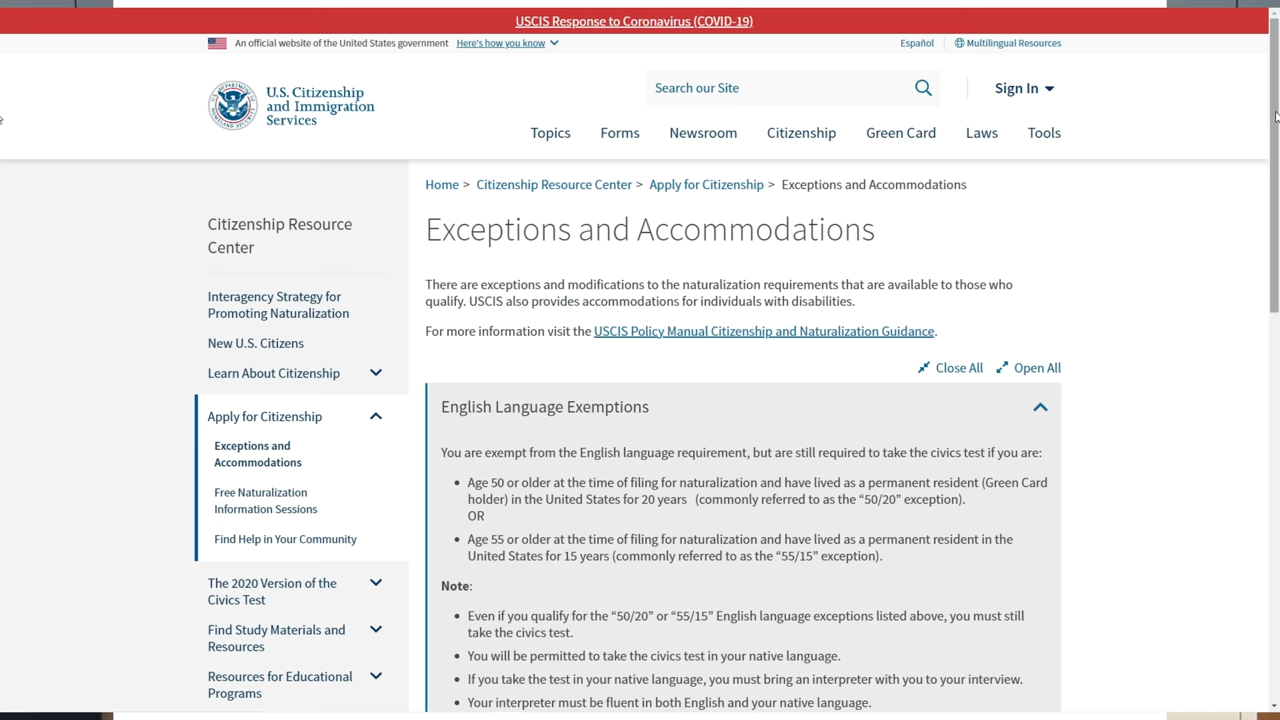 USCIS Response to Coronavirus (COVID-19)
An official website of the United States government Here's how you know
Español Multilingual Resources
U.S. Citizenship
and Immigration
Services
Search our Site
Sign In
Topics Forms Newsroom Citizenship Green Card Laws Tools
Home > Citizenship Resource Center > Apply for Citizenship > Exceptions and Accommodations
Citizenship Resource
Center
Interagency Strategy for
Promoting Naturalization
New U.S. Citizens
Learn About Citizenship
Apply for Citizenship
Exceptions and
Accommodations
Free Naturalization
Information Sessions
Find Help in Your Community
The 2020 Version of the
Civics Test
Find Study Materials and
Resources
Resources for Educational
Programs
Exceptions and Accommodations
There are exceptions and modifications to the naturalization requirements that are available to those who
qualify. USCIS also provides accommodations for individuals with disabilities.
For more information visit the USCIS Policy Manual Citizenship and Naturalization Guidance.
Close All Open All
English Language Exemptions
You are exempt from the English language requirement, but are still required to take the civics test if you are:
• Age 50 or older at the time of filing for naturalization and have lived as a permanent resident (Green Card
holder) in the United States for 20 years (commonly referred to as the “50/20” exception).
OR
• Age 55 or older at the time of filing for naturalization and have lived as a permanent resident in the
United States for 15 years (commonly referred to as the “55/15” exception).
Note:
• Even if you qualify for the “50/20” or “55/15” English language exceptions listed above, you must still
take the civics test.
• You will be permitted to take the civics test in your native language.
• If you take the test in your native language, you must bring an interpreter with you to your interview.
• Your interpreter must be fluent in both English and your native language.